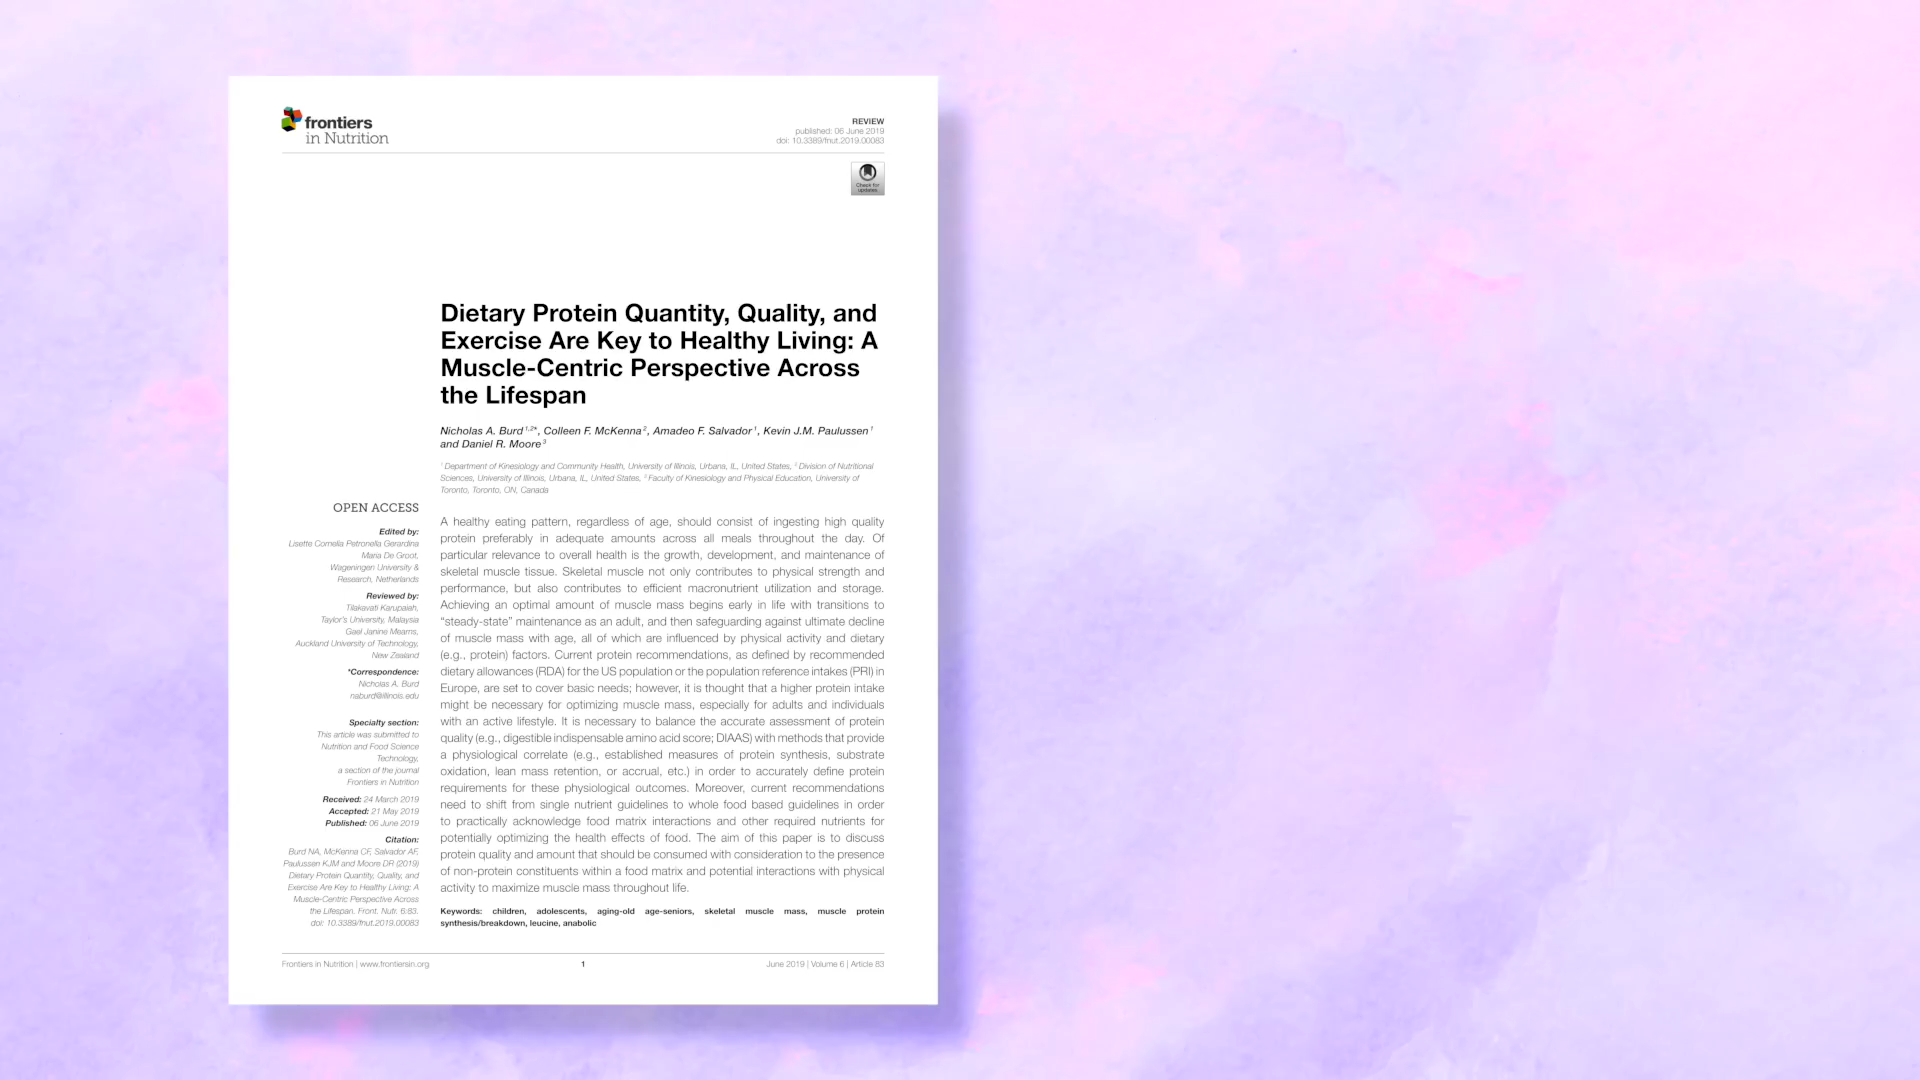 frontiers
in Nutrition
REVIEW
published: 06 June 2019
doi: 10.3389/fnut.2019.00083
Check for
updates
Dietary Protein Quantity, Quality, and
Exercise Are Key to Healthy Living: A
Muscle-Centric Perspective Across
the Lifespan
Nicholas A. Burd 1,2*, Colleen F. McKenna 2, Amadeo F. Salvador 1, Kevin J.M. Paulussen 1
and Daniel R. Moore 3
1 Department of Kinesiology and Community Health, University of Illinois, Urbana, IL, United States, 2 Division of Nutritional
Sciences, University of Illinois, Urbana, IL, United States, 3 Faculty of Kinesiology and Physical Education, University of
Toronto, Toronto, ON, Canada
OPEN ACCESS
Edited by:
Lisette Cornelia Petronella Gerardina
Maria De Groot,
Wageningen University &
Research, Netherlands
Reviewed by:
Tilakavati Karupaiah,
Taylor's University, Malaysia
Gael Janine Mearns,
Auckland University of Technology,
New Zealand
*Correspondence:
Nicholas A. Burd
naburd@illinois.edu
Specialty section:
This article was submitted to
Nutrition and Food Science
Technology,
a section of the journal
Frontiers in Nutrition
Received: 24 March 2019
Accepted: 21 May 2019
Published: 06 June 2019
Citation:
Burd NA, McKenna CF, Salvador AF,
Paulussen KJM and Moore DR (2019)
Dietary Protein Quantity, Quality, and
Exercise Are Key to Healthy Living: A
Muscle-Centric Perspective Across
the Lifespan. Front. Nutr. 6:83.
doi: 10.3389/fnut.2019.00083
A healthy eating pattern, regardless of age, should consist of ingesting high quality
protein preferably in adequate amounts across all meals throughout the day. Of
particular relevance to overall health is the growth, development, and maintenance of
skeletal muscle tissue. Skeletal muscle not only contributes to physical strength and
performance, but also contributes to efficient macronutrient utilization and storage.
Achieving an optimal amount of muscle mass begins early in life with transitions to
“steady-state” maintenance as an adult, and then safeguarding against ultimate decline
of muscle mass with age, all of which are influenced by physical activity and dietary
(e.g., protein) factors. Current protein recommendations, as defined by recommended
dietary allowances (RDA) for the US population or the population reference intakes (PRI) in
Europe, are set to cover basic needs; however, it is thought that a higher protein intake
might be necessary for optimizing muscle mass, especially for adults and individuals
with an active lifestyle. It is necessary to balance the accurate assessment of protein
quality (e.g., digestible indispensable amino acid score; DIAAS) with methods that provide
a physiological correlate (e.g., established measures of protein synthesis, substrate
oxidation, lean mass retention, or accrual, etc.) in order to accurately define protein
requirements for these physiological outcomes. Moreover, current recommendations
need to shift from single nutrient guidelines to whole food based guidelines in order
to practically acknowledge food matrix interactions and other required nutrients for
potentially optimizing the health effects of food. The aim of this paper is to discuss
protein quality and amount that should be consumed with consideration to the presence
of non-protein constituents within a food matrix and potential interactions with physical
activity to maximize muscle mass throughout life.
Keywords: children, adolescents, aging-old age-seniors, skeletal muscle mass, muscle protein
synthesis/breakdown, leucine, anabolic
Frontiers in Nutrition | www.frontiersin.org
1
June 2019 | Volume 6 | Article 83